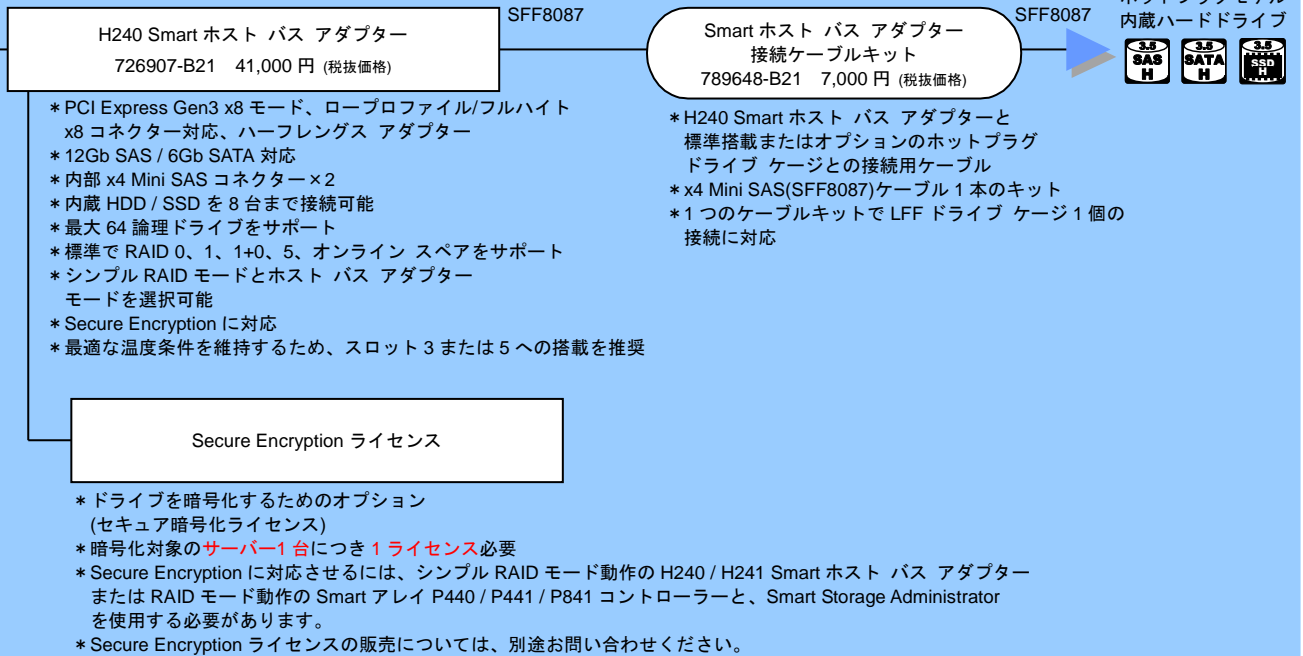 SFF8087
SFF8087
内蔵ハードドライブ
H240 Smart ホスト バス アダプター
726907-B21 41,000 円 (税抜価格)
Smart ホスト バス アダプター
接続ケーブルキット
789648-B21 7,000 円 (税抜価格)
3.5 SAS H
3.5 SATA H
3.5 SSD H
＊PCI Express Gen3 x8 モード、ロープロファイル/フルハイト
x8 コネクター対応、ハーフレングス アダプター
＊12Gb SAS / 6Gb SATA 対応
＊内部 x4 Mini SAS コネクター×2
＊内蔵 HDD / SSD を 8 台まで接続可能
＊最大 64 論理ドライブをサポート
＊標準で RAID 0、1、1+0、5、オンライン スペアをサポート
＊シンプル RAID モードとホスト バス アダプター
モードを選択可能
＊Secure Encryption に対応
＊最適な温度条件を維持するため、スロット 3 または 5 への搭載を推奨
＊H240 Smart ホスト バス アダプターと
標準搭載またはオプションのホットプラグ
ドライブ ケージとの接続用ケーブル
＊x4 Mini SAS(SFF8087)ケーブル 1 本のキット
＊1 つのケーブルキットで LFF ドライブ ケージ 1 個の
接続に対応
Secure Encryption ライセンス
＊ドライブを暗号化するためのオプション
(セキュア暗号化ライセンス)
＊暗号化対象のサーバー1 台につき 1 ライセンス必要
＊Secure Encryption に対応させるには、シンプル RAID モード動作の H240 / H241 Smart ホスト バス アダプター
または RAID モード動作の Smart アレイ P440 / P441 / P841 コントローラーと、Smart Storage Administrator
を使用する必要があります。
＊Secure Encryption ライセンスの販売については、別途お問い合わせください。